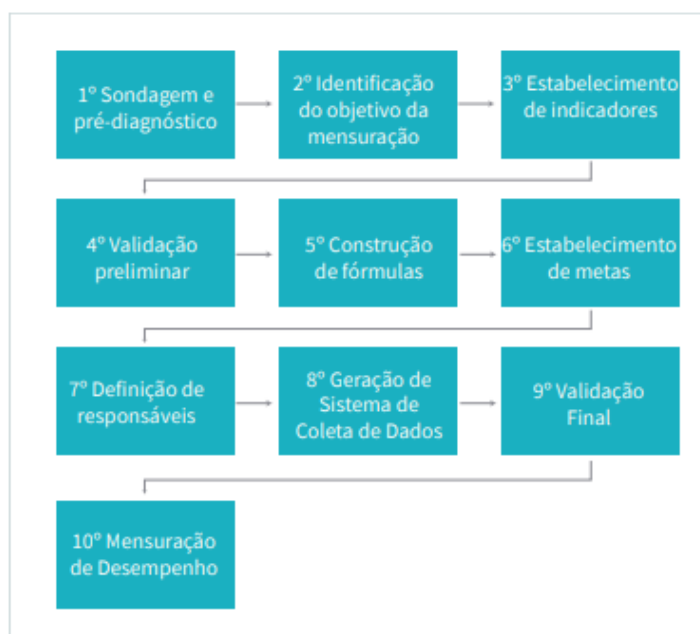 1º Sondagem e
pré-diagnóstico
2º Identificação
do objetivo da
mensuração
3º Estabelecimento
de indicadores
4º Validação
preliminar
5º Construção
de fórmulas
6º Estabelecimento
de metas
7º Definição de
responsáveis
8º Geração de
Sistema de
Coleta de Dados
9º Validação
Final
10º Mensuração
de Desempenho